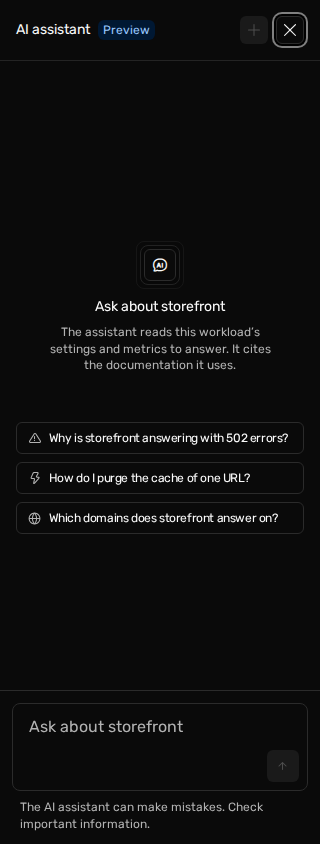 AI assistant Preview
AI
Ask about storefront
The assistant reads this workload's
settings and metrics to answer. It cites
the documentation it uses.
Why is storefront answering with 502 errors?
How do I purge the cache of one URL?
Which domains does storefront answer on?
Ask about storefront
The AI assistant can make mistakes. Check
important information.